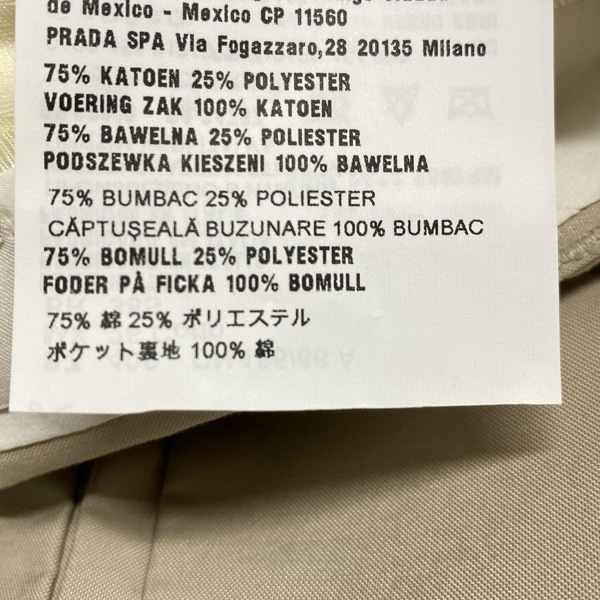 de Mexico - Mexico CP 11560
PRADA SPA Via Fogazzaro,28 20135 Milano
75% KATOEN 25% POLYESTER
VOERING ZAK 100% KATOEN
75% BAWELNA 25% POLIESTER
PODSZEWKA KIESZENI 100% BAWELNA
75% BUMBAC 25% POLIESTER
CĂPTUŞEALĂ BUZUNARE 100% BUMBAC
75% BOMULL 25% POLYESTER
FODER PÅ FICKA 100% BOMULL
75% 綿 25% ポリエステル
ポケット裏地 100% 綿